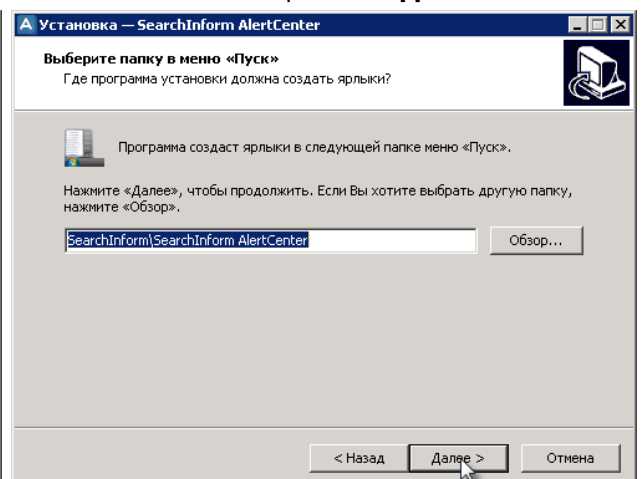 Установка — SearchInform AlertCenter
Выберите папку в меню «Пуск»
Где программа установки должна создать ярлыки?
Программа создаст ярлыки в следующей папке меню «Пуск».
Нажмите «Далее», чтобы продолжить. Если Вы хотите выбрать другую папку,
нажмите «Обзор».
SearchInform\SearchInform AlertCenter
Обзор...
< Назад
Далее >
Отмена